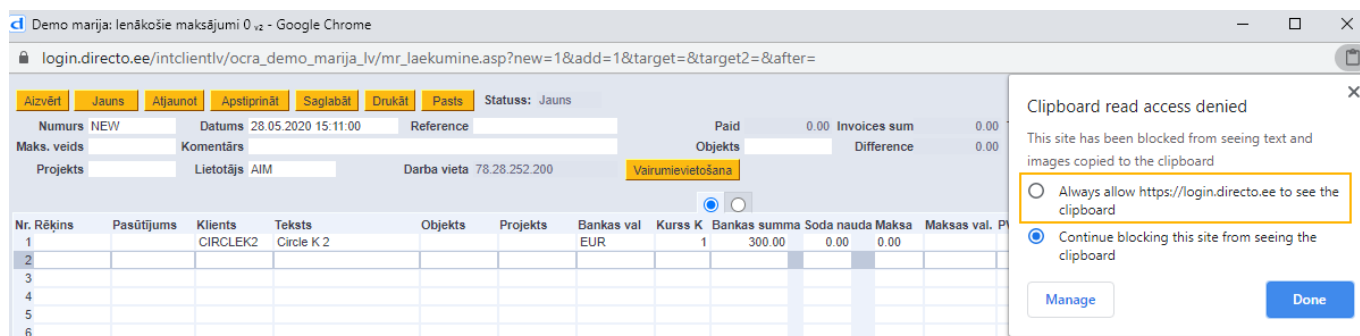 Demo marija: Ienākošie maksājumi 0 v2 - Google Chrome
login.directo.ee/intclientlv/ocra_demo_marija_lv/mr_laekumine.asp?new=1&add=1&target=&target2=&after=
Aizvērt Jauns Atjaunot Apstiprināt Saglabāt Drukāt Pasts Statuss: Jauns
Numurs NEW Datums 28.05.2020 15:11:00 Reference Paid 0.00 Invoices sum 0.00
Maks. veids Komentārs Objekts Difference 0.00
Projekts Lietotājs AIM Darba vieta 78.28.252.200 Vairumievietošana
Nr. Rēķins Pasūtījums Klients Teksts Objekts Projekts Bankas val Kurss K Bankas summa Soda nauda Maksa Maksas val.
1 CIRCLEK2 Circle K 2 EUR 1 300.00 0.00 0.00
2
3
4
5
6
Clipboard read access denied
This site has been blocked from seeing text and
images copied to the clipboard
Always allow https://login.directo.ee to see the
clipboard
Continue blocking this site from seeing the
clipboard
Manage Done